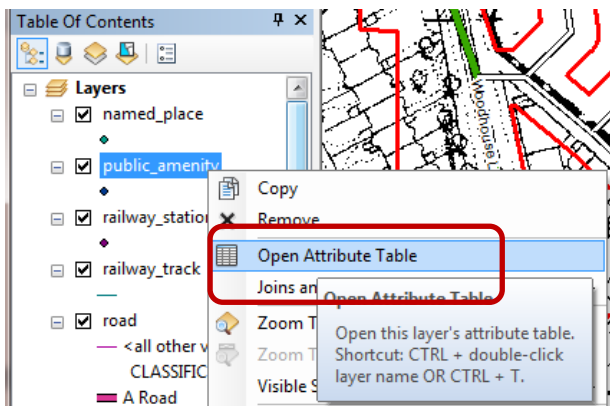 Table Of Contents
Layers
named_place
public_amenity
railway_station
railway_track
road
<all other v
CLASSIFIC
A Road
Copy
Remove
Open Attribute Table
Joins an
Zoom T
Zoom T
Visible S
Open Attribute Table
Open this layer's attribute table.
Shortcut: CTRL + double-click
layer name OR CTRL + T.
Woodhouse L